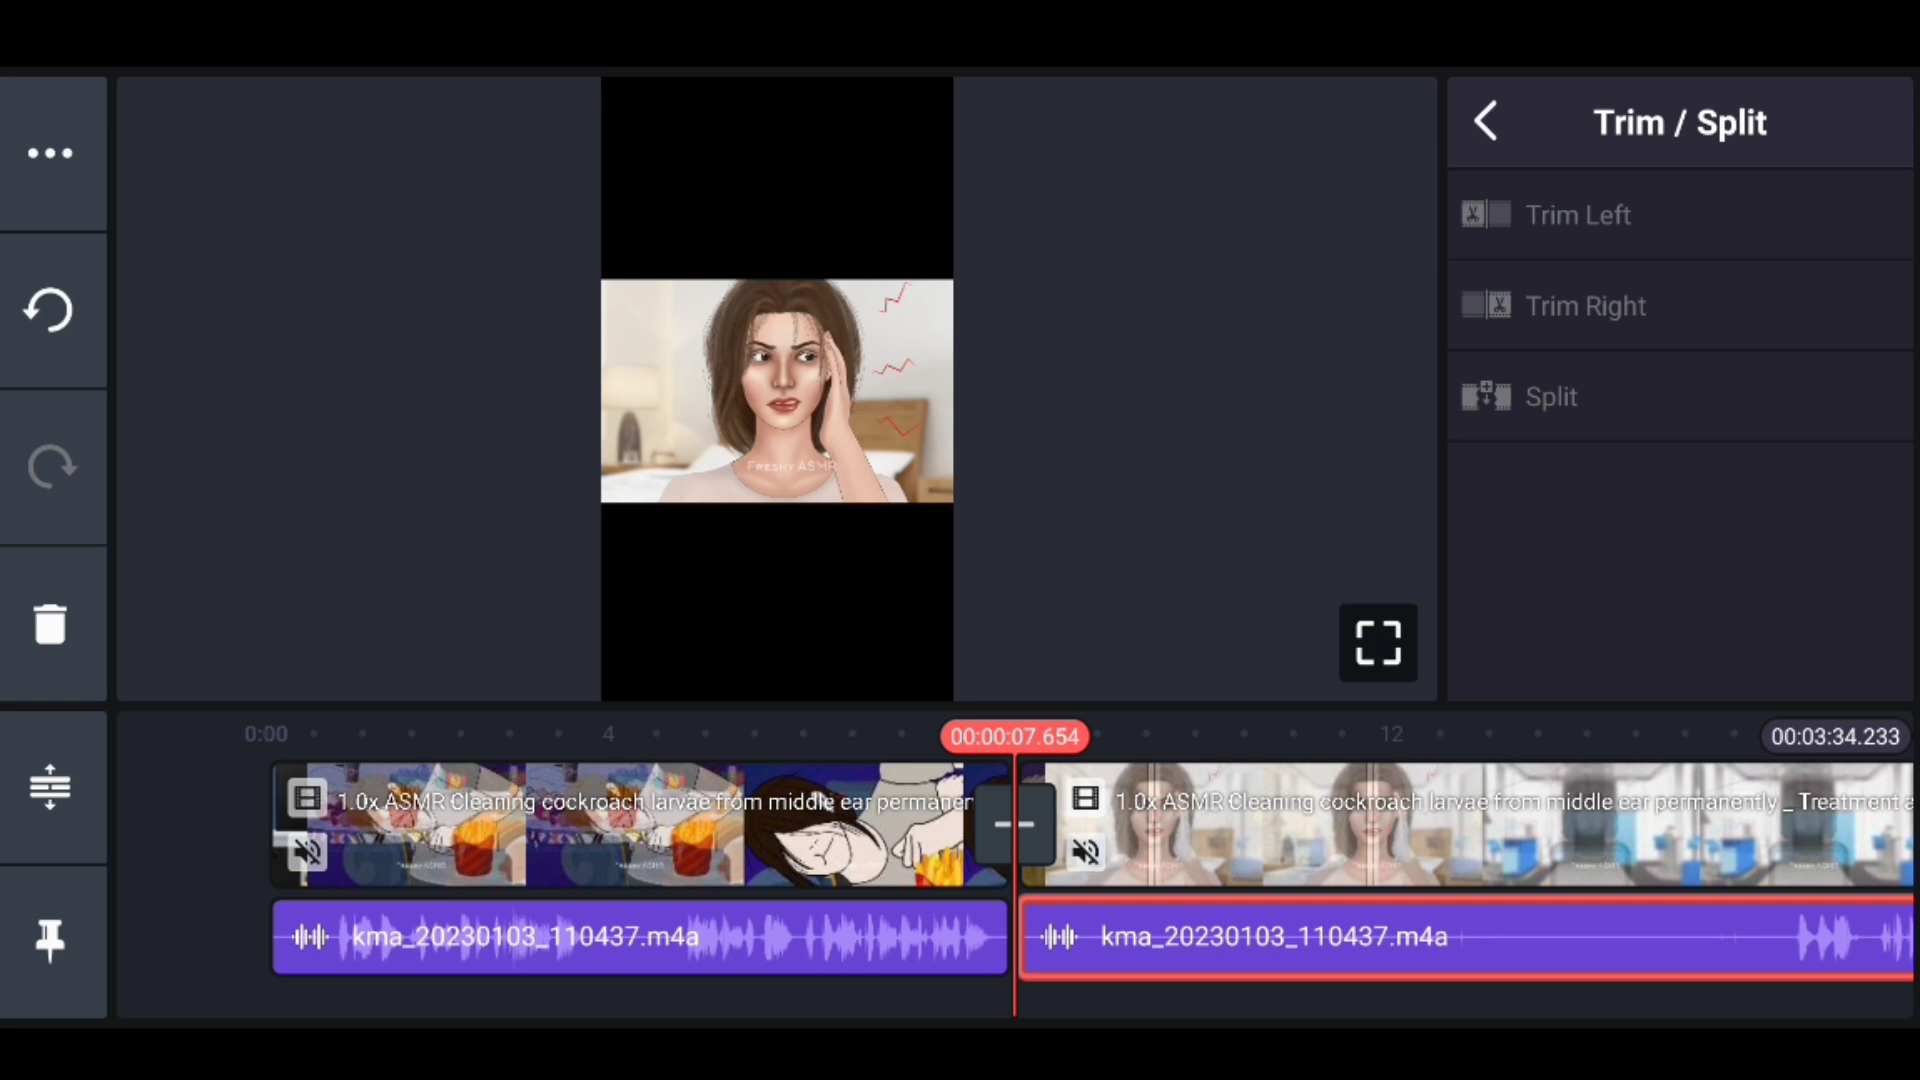 Trim / Split
Trim Left
Trim Right
Split
FRESHY ASMR
0:00
4
00:00:07.654
12
00:03:34.233
1.0x ASMR Cleaning cockroach larvae from middle ear permaner
1.0x ASMR Cleaning cockroach larvae from middle ear permanently _ Treatment a
kma_20230103_110437.m4a
kma_20230103_110437.m4a